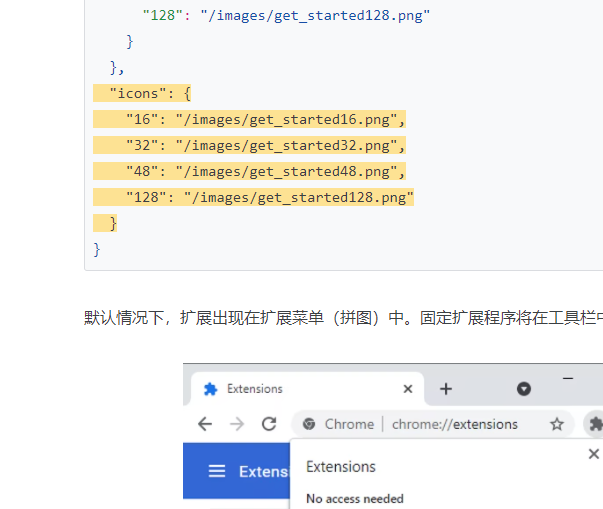 "128": "/images/get_started128.png"
}
},
"icons": {
"16": "/images/get_started16.png",
"32": "/images/get_started32.png",
"48": "/images/get_started48.png",
"128": "/images/get_started128.png"
}
}
默认情况下，扩展出现在扩展菜单（拼图）中。固定扩展程序将在工具栏中
Extensions
Chrome | chrome://extensions
Extensi
Extensions
No access needed